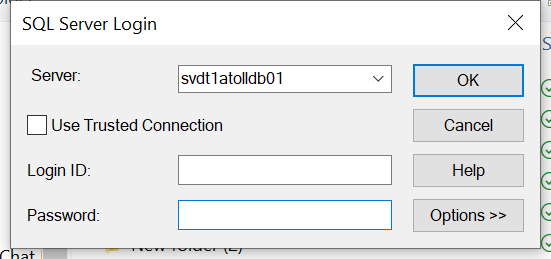 SQL Server Login
Server: svdt1atolldb01 OK
Use Trusted Connection Cancel
Login ID: Help
Password: Options >>
Chat New folder (2)